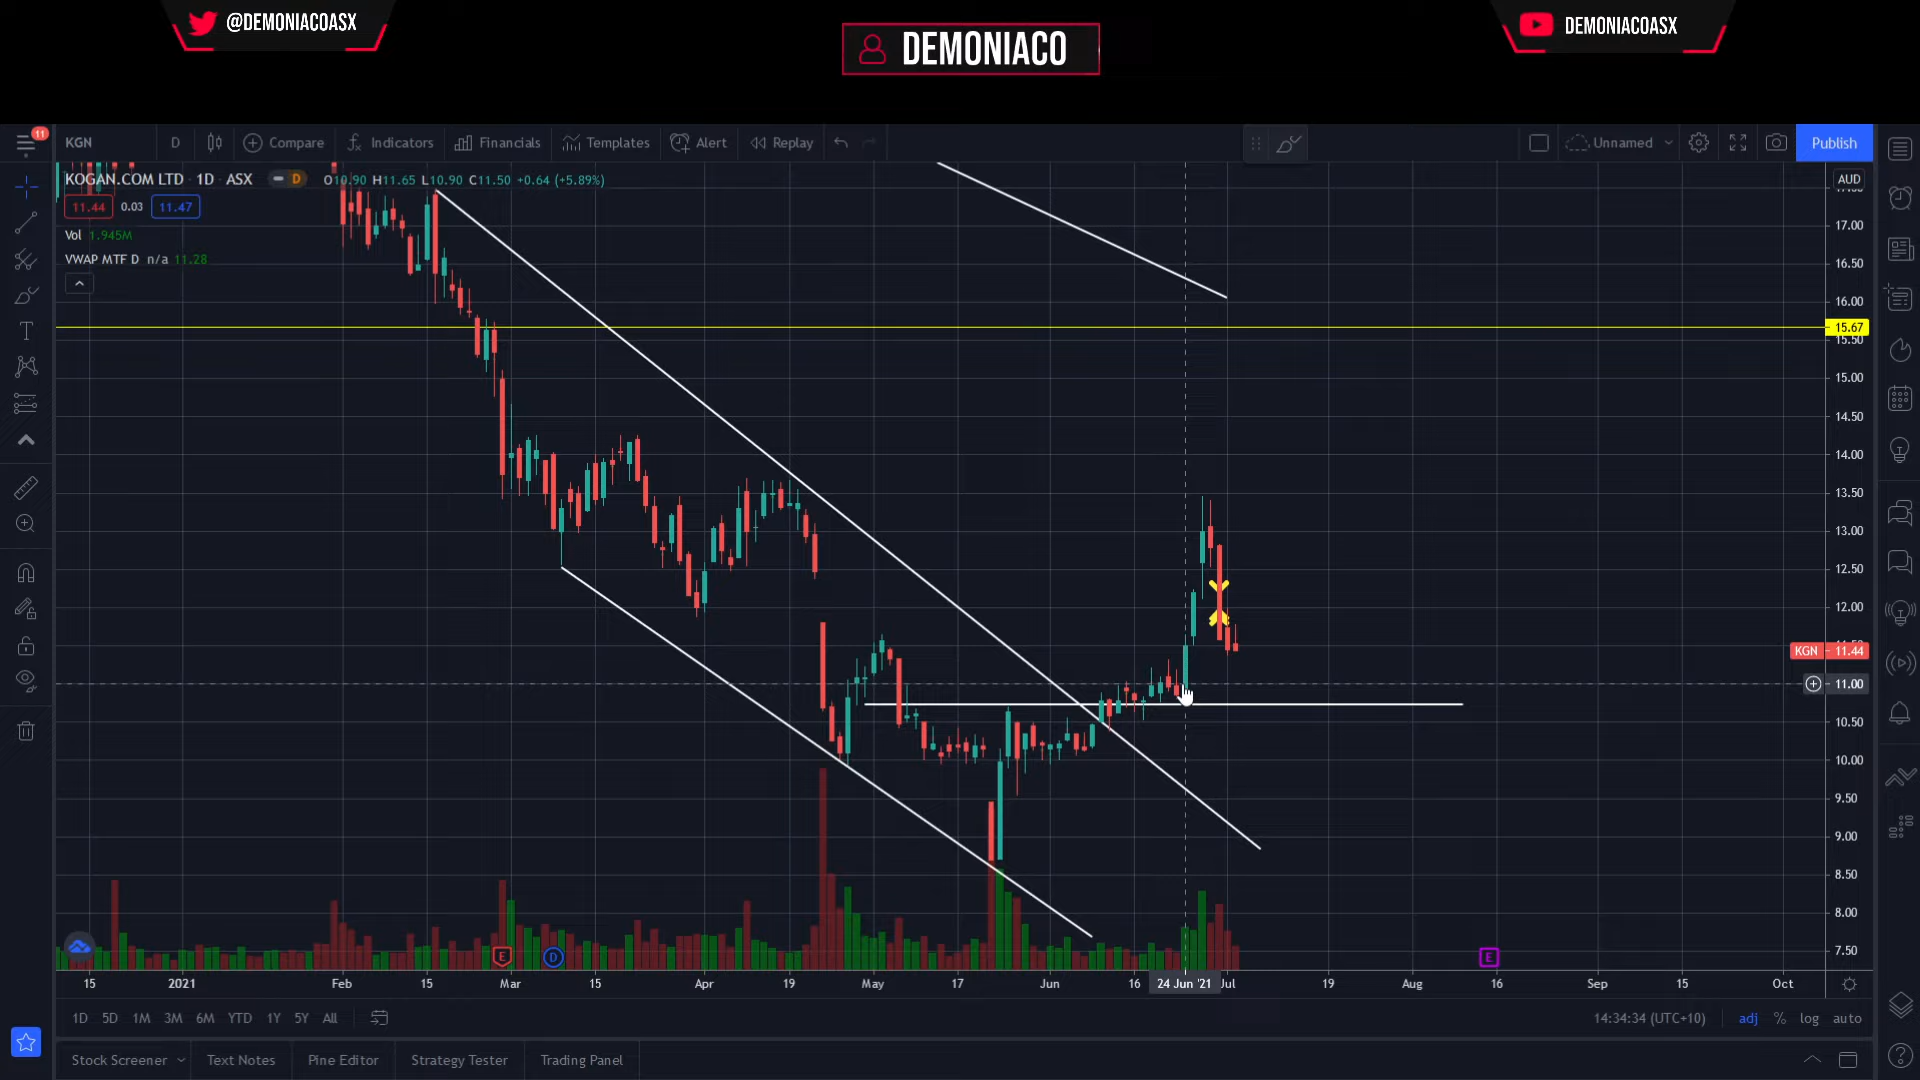 @DEMONIACOASX
DEMONIACO
DEMONIACOASX
11
KGN
D
Compare
Indicators
Financials
Templates
Alert
Replay
Unnamed
Publish
KOGAN.COM LTD · 1D · ASX
D
O10.90 H11.65 L10.90 C11.50 +0.64 (+5.89%)
AUD
11.44
0.03
11.47
Vol 1.945M
VWAP MTF D n/a 11.28
17.00
16.50
16.00
15.67
15.50
15.00
14.50
14.00
13.50
13.00
12.50
12.00
KGN 11.44
11.00
10.50
10.00
9.50
9.00
8.50
8.00
7.50
E
D
E
15
2021
Feb
15
Mar
15
Apr
19
May
17
Jun
16
24 Jun '21
Jul
19
Aug
16
Sep
15
Oct
1D 5D 1M 3M 6M YTD 1Y 5Y All
14:34:34 (UTC+10)
adj % log auto
Stock Screener
Text Notes
Pine Editor
Strategy Tester
Trading Panel